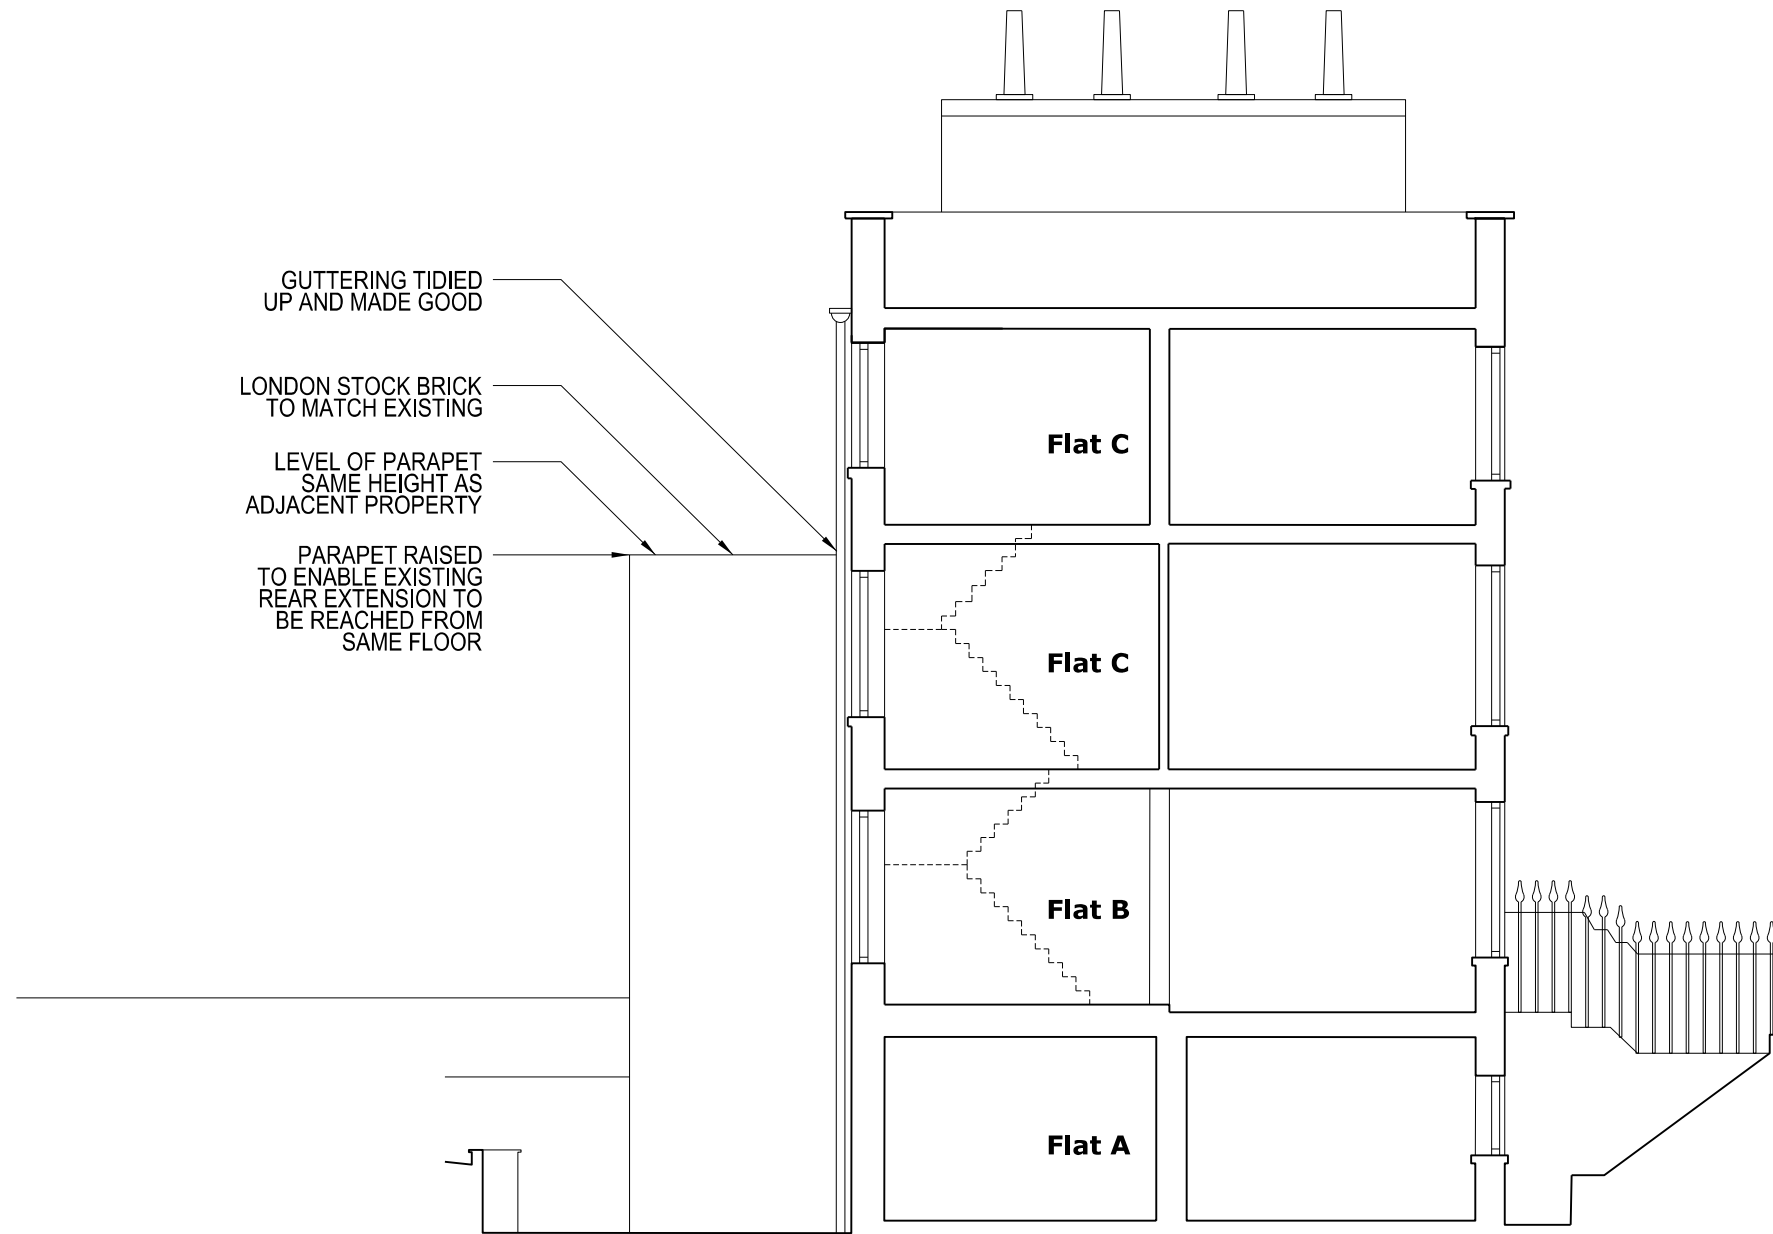 GUTTERING TIDIED
UP AND MADE GOOD
LONDON STOCK BRICK
TO MATCH EXISTING
LEVEL OF PARAPET
SAME HEIGHT AS
ADJACENT PROPERTY
PARAPET RAISED
TO ENABLE EXISTING
REAR EXTENSION TO
BE REACHED FROM
SAME FLOOR
Flat C
Flat C
Flat B
Flat A